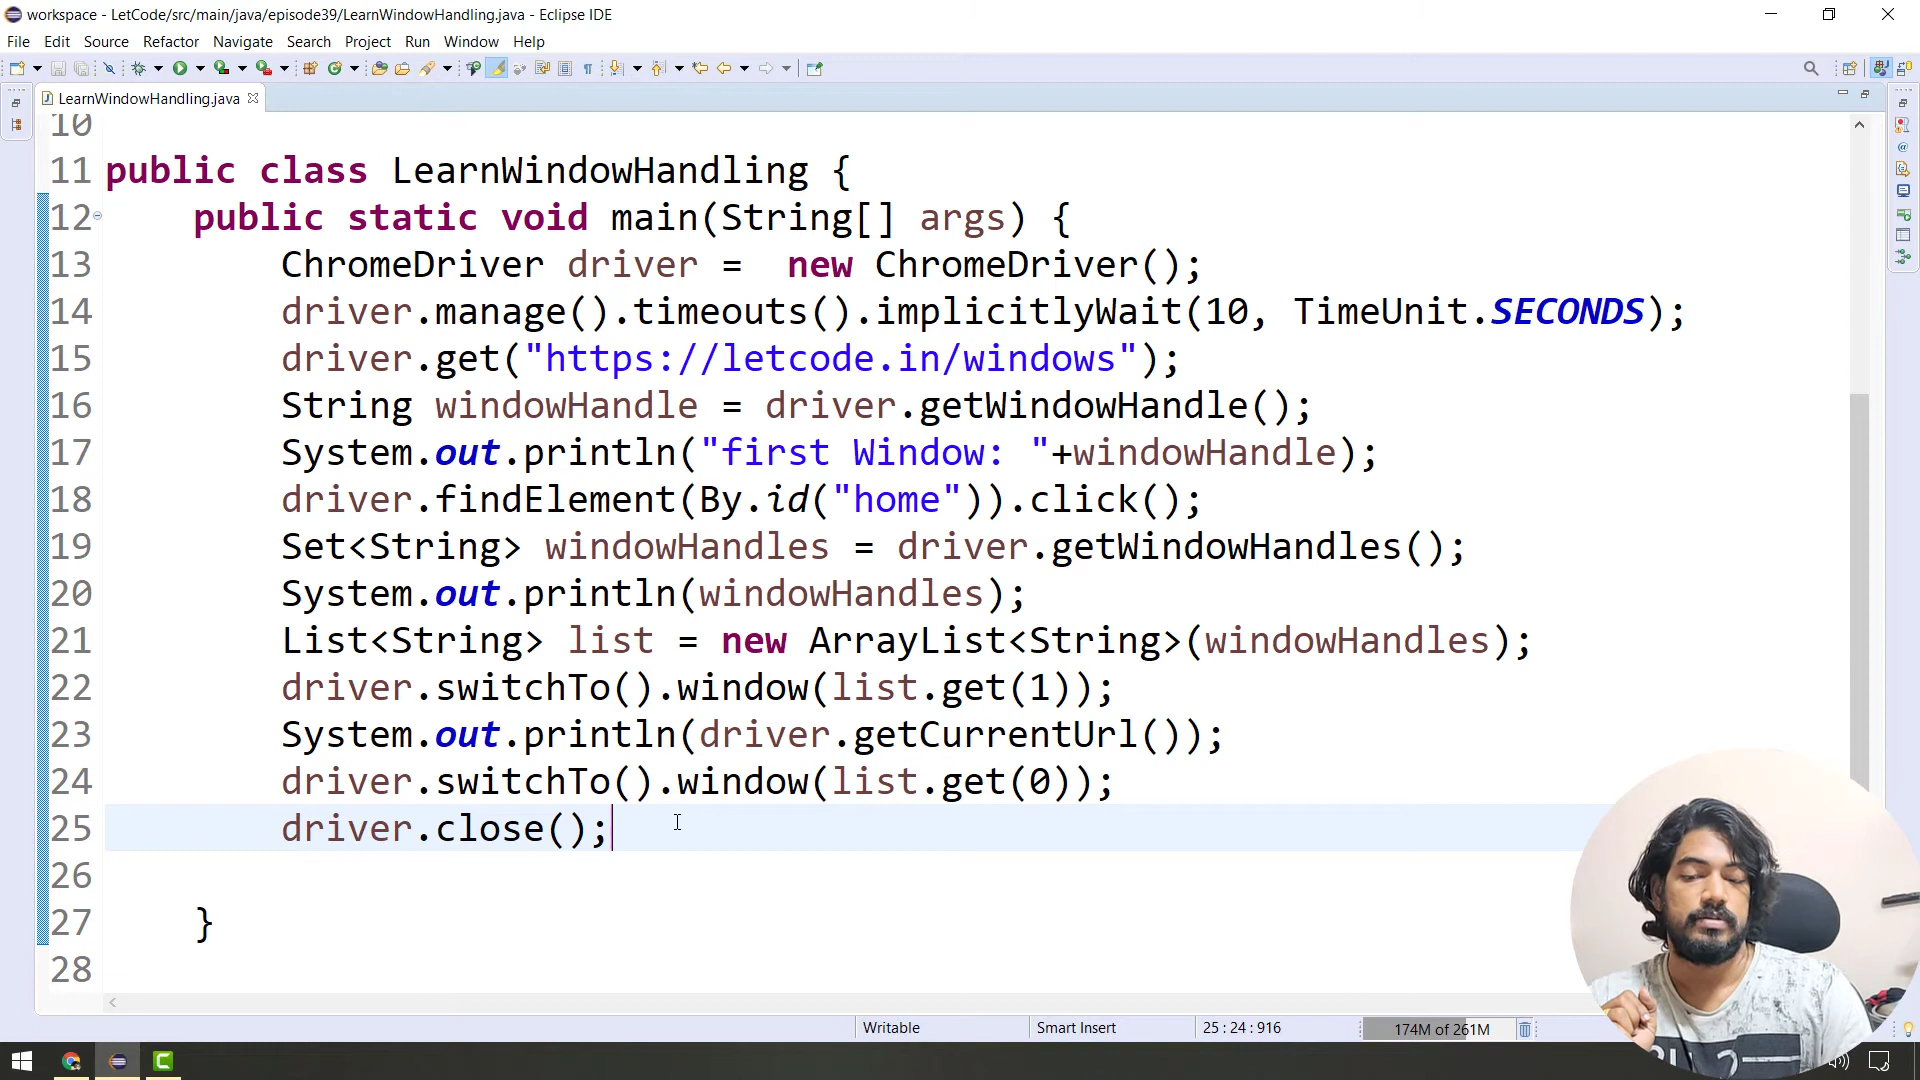 workspace - LetCode/src/main/java/episode39/LearnWindowHandling.java - Eclipse IDE
File Edit Source Refactor Navigate Search Project Run Window Help
LearnWindowHandling.java
10
11 public class LearnWindowHandling {
12 public static void main(String[] args) {
13 ChromeDriver driver =  new ChromeDriver();
14 driver.manage().timeouts().implicitlyWait(10, TimeUnit.SECONDS);
15 driver.get("https://letcode.in/windows");
16 String windowHandle = driver.getWindowHandle();
17 System.out.println("first Window: "+windowHandle);
18 driver.findElement(By.id("home")).click();
19 Set<String> windowHandles = driver.getWindowHandles();
20 System.out.println(windowHandles);
21 List<String> list = new ArrayList<String>(windowHandles);
22 driver.switchTo().window(list.get(1));
23 System.out.println(driver.getCurrentUrl());
24 driver.switchTo().window(list.get(0));
25 driver.close();
26
27 }
28
Writable Smart Insert 25 : 24 : 916 174M of 261M